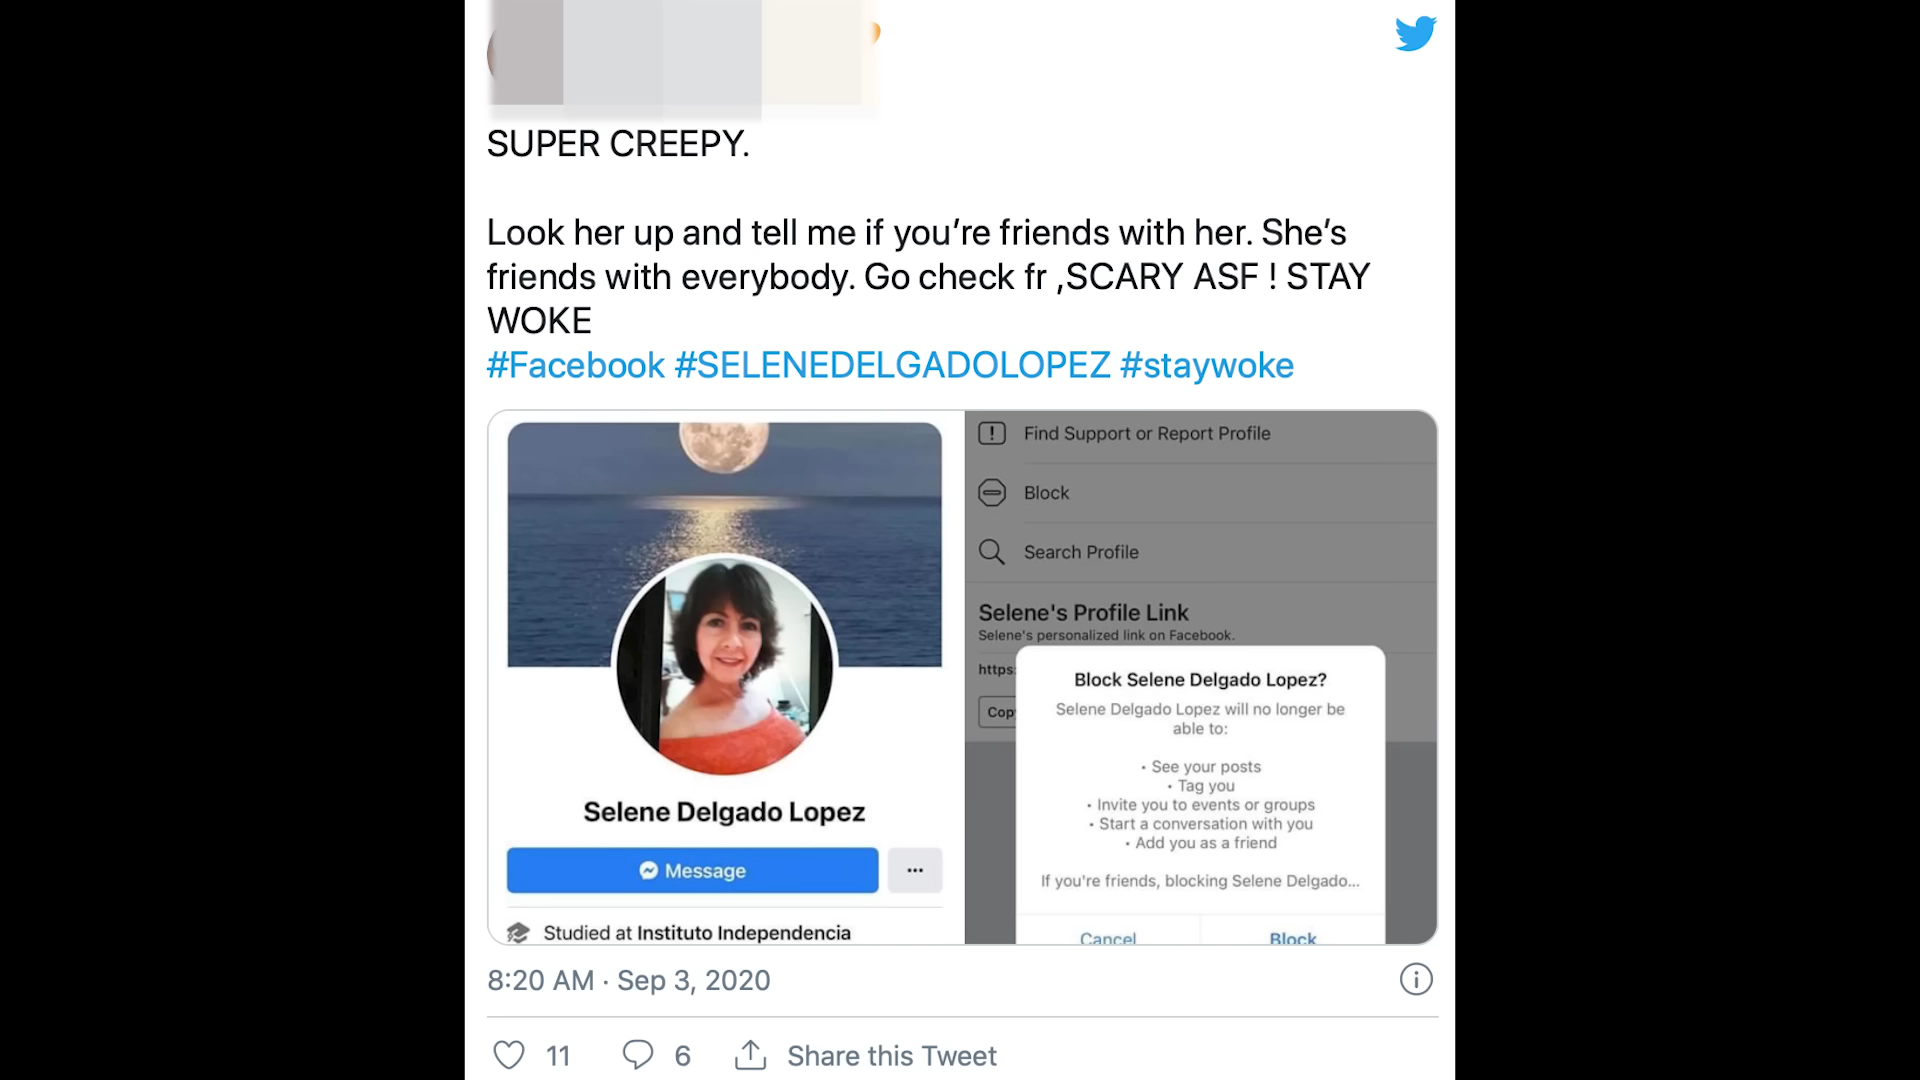 SUPER CREEPY.
Look her up and tell me if you’re friends with her. She’s
friends with everybody. Go check fr ,SCARY ASF ! STAY
WOKE
#Facebook #SELENEDELGADOLOPEZ #staywoke
Selene Delgado Lopez
Message
Studied at Instituto Independencia
Find Support or Report Profile
Block
Search Profile
Selene's Profile Link
Selene's personalized link on Facebook.
https:
Cop
Block Selene Delgado Lopez?
Selene Delgado Lopez will no longer be
able to:
• See your posts
• Tag you
• Invite you to events or groups
• Start a conversation with you
• Add you as a friend
If you're friends, blocking Selene Delgado...
Cancel Block
8:20 AM · Sep 3, 2020
11 6 Share this Tweet